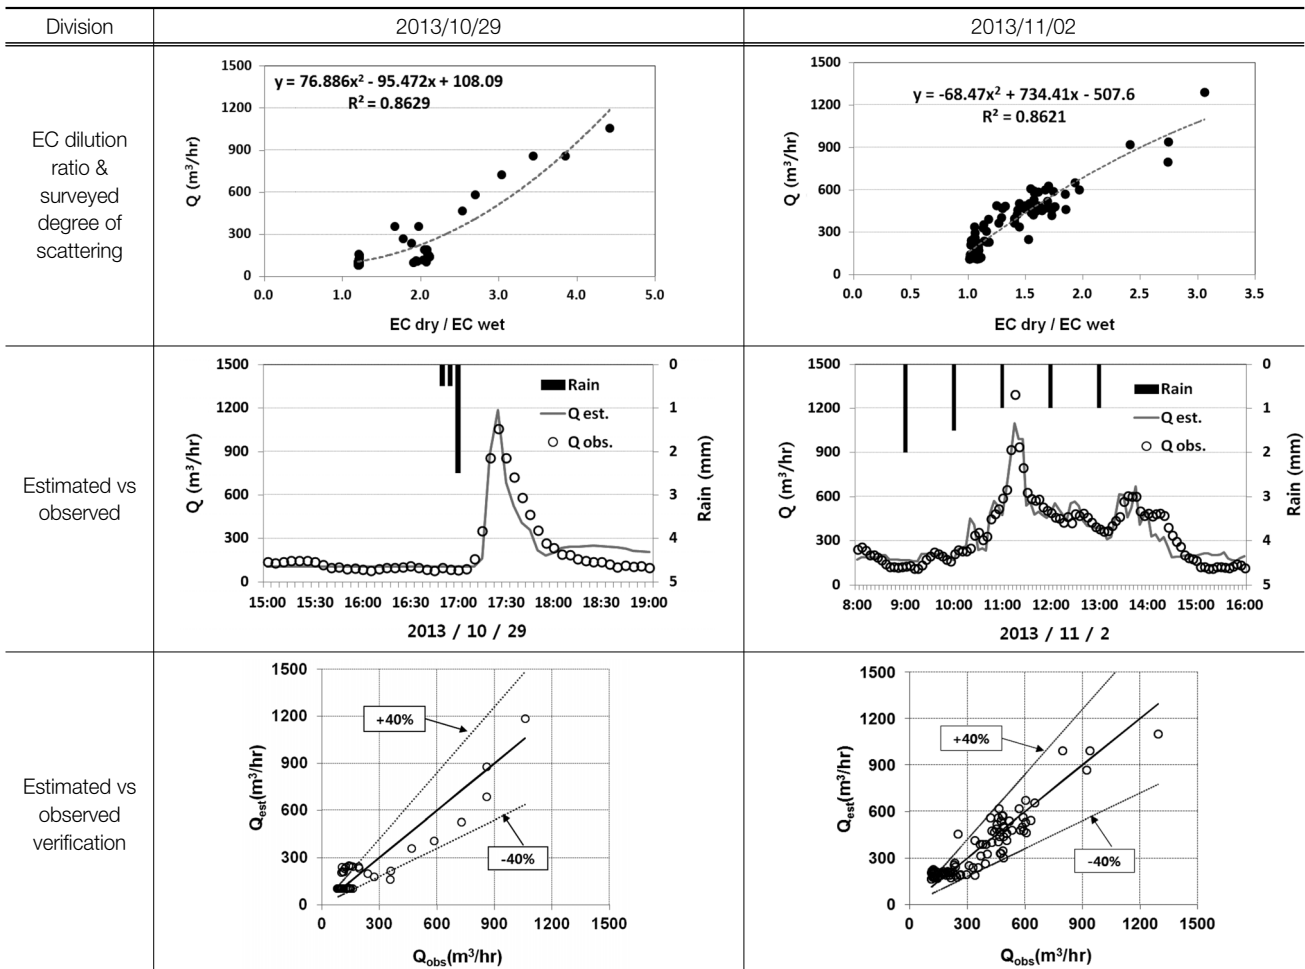 Division
2013/10/29
2013/11/02
EC dilution
ratio &
surveyed
degree of
scattering
Q (m³/hr)
1500
1200
900
600
300
0
y = 76.886x² - 95.472x + 108.09
R² = 0.8629
0.0 1.0 2.0 3.0 4.0 5.0
EC dry / EC wet
Q (m³/hr)
1500
1200
900
600
300
0
y = -68.47x² + 734.41x - 507.6
R² = 0.8621
0.0 0.5 1.0 1.5 2.0 2.5 3.0 3.5
EC dry / EC wet
Estimated vs
observed
Q (m³/hr)
1500
1200
900
600
300
0
Rain
Q est.
Q obs.
0
1
2
3
4
5
Rain (mm)
15:00 15:30 16:00 16:30 17:00 17:30 18:00 18:30 19:00
2013 / 10 / 29
Q (m³/hr)
1500
1200
900
600
300
0
Rain
Q est.
Q obs.
0
1
2
3
4
5
Rain (mm)
8:00 9:00 10:00 11:00 12:00 13:00 14:00 15:00 16:00
2013 / 11 / 2
Estimated vs
observed
verification
Qest(m³/hr)
1500
1200
900
600
300
0
+40%
-40%
0 300 600 900 1200 1500
Qobs(m³/hr)
Qest(m³/hr)
1500
1200
900
600
300
0
+40%
-40%
0 300 600 900 1200 1500
Qobs(m³/hr)